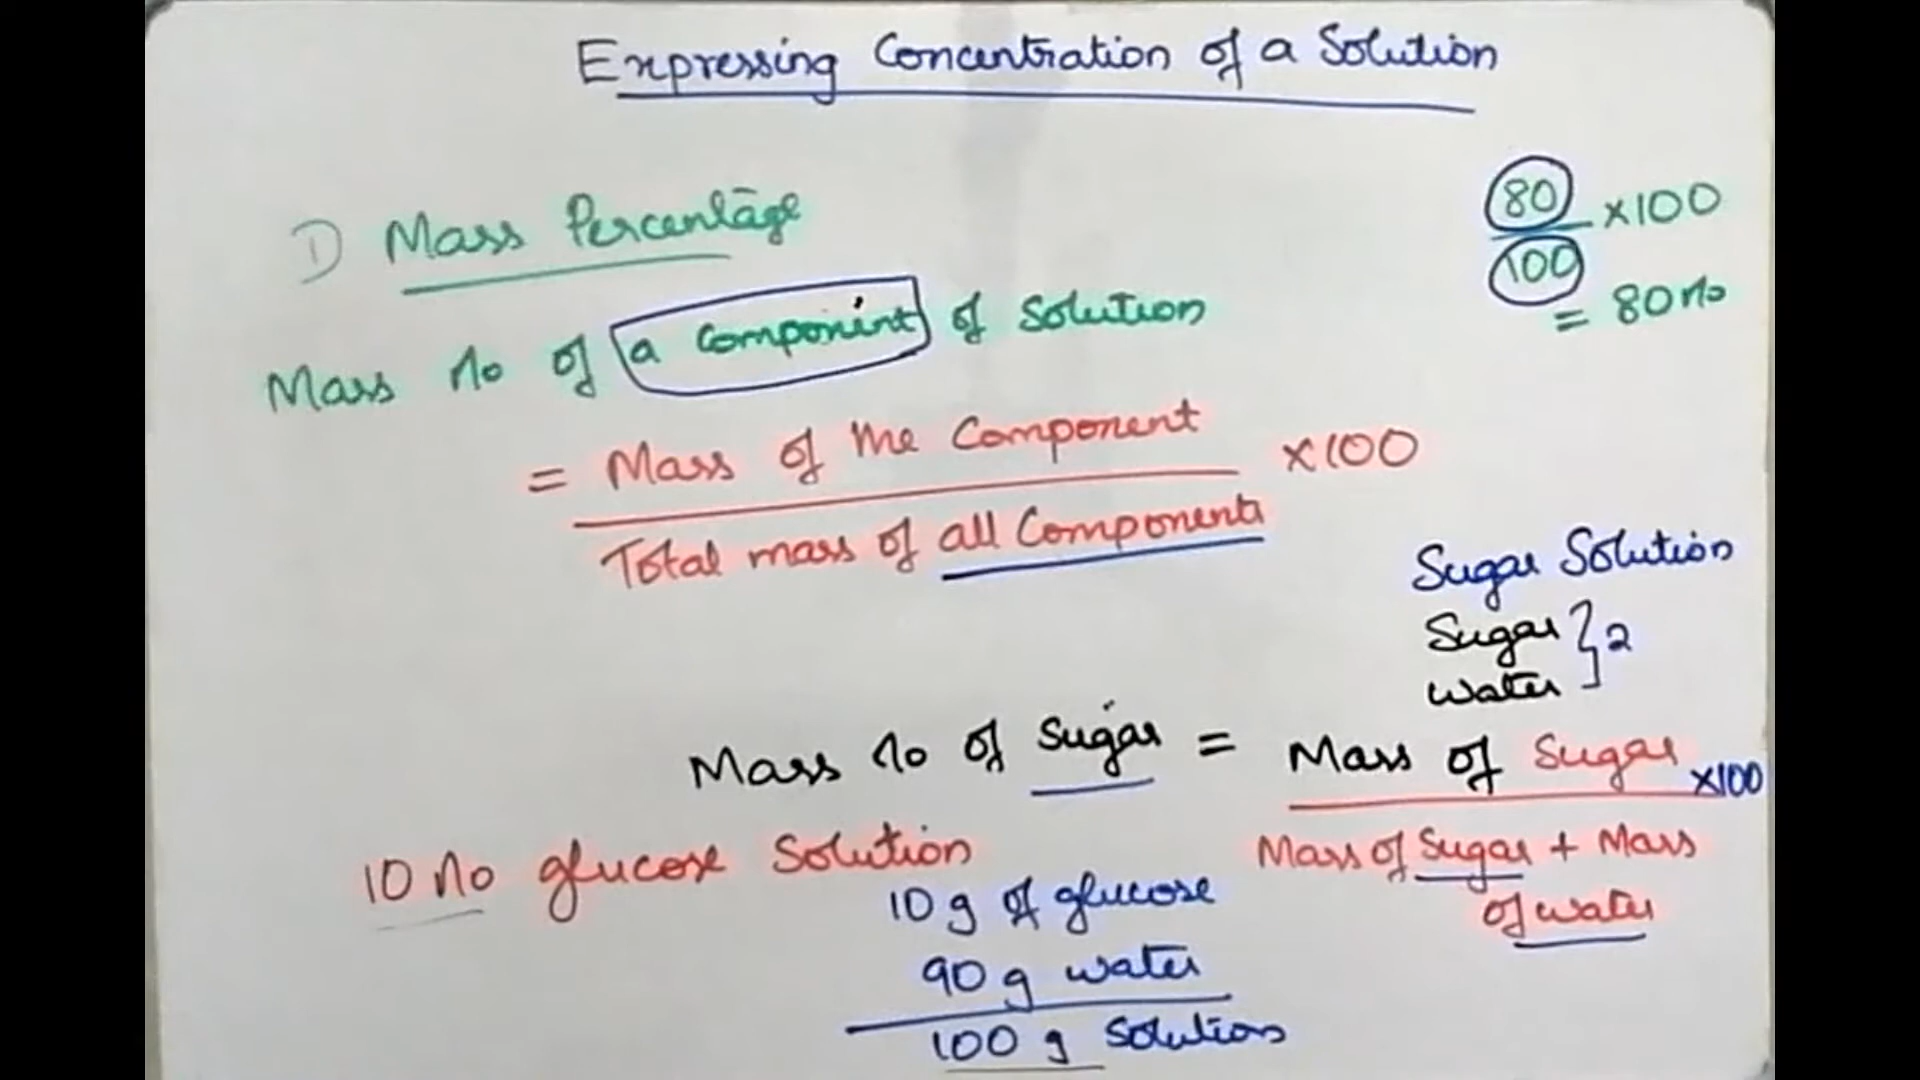 Expressing Concentration of a Solution
1) Mass Percentage
80
100
×100
= 80%
Mass % of a component of solution
= Mass of the Component
Total mass of all Components
×100
Sugar Solution
Sugar
Water
} 2
Mass % of Sugar = Mass of Sugar
×100
Mass of Sugar + Mass
of water
10% glucose Solution
10 g of glucose
90 g water
100 g Solution